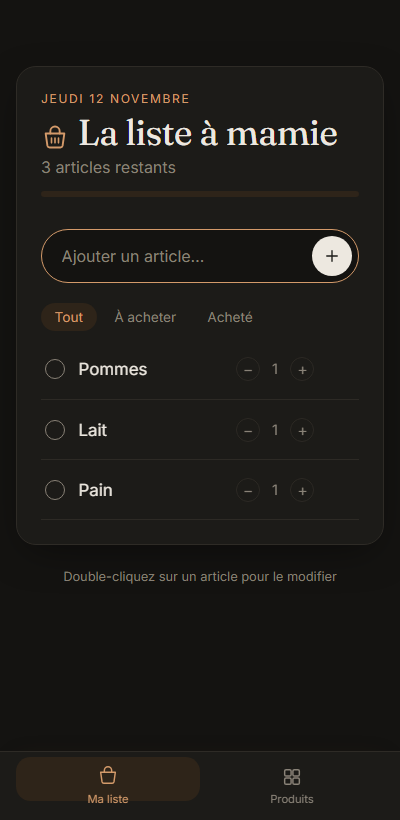 JEUDI 12 NOVEMBRE
La liste à mamie
3 articles restants
Ajouter un article...
Tout À acheter Acheté
Pommes − 1 +
Lait − 1 +
Pain − 1 +
Double-cliquez sur un article pour le modifier
Ma liste Produits